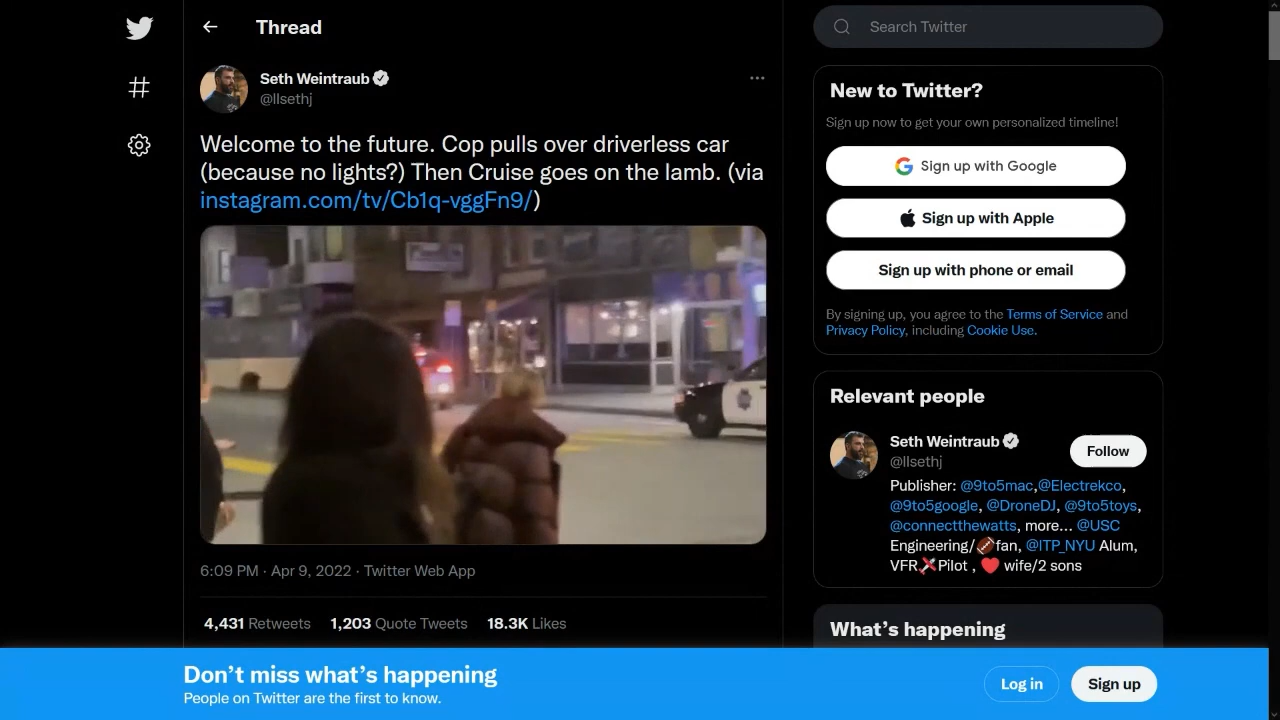 Thread
Search Twitter
Seth Weintraub
@llsethj
Welcome to the future. Cop pulls over driverless car
(because no lights?) Then Cruise goes on the lamb. (via
instagram.com/tv/Cb1q-vggFn9/)
6:09 PM · Apr 9, 2022 · Twitter Web App
4,431 Retweets 1,203 Quote Tweets 18.3K Likes
New to Twitter?
Sign up now to get your own personalized timeline!
Sign up with Google
Sign up with Apple
Sign up with phone or email
By signing up, you agree to the Terms of Service and
Privacy Policy, including Cookie Use.
Relevant people
Seth Weintraub
@llsethj
Follow
Publisher: @9to5mac,@Electrekco,
@9to5google, @DroneDJ, @9to5toys,
@connectthewatts, more... @USC
Engineering/🏈fan, @ITP_NYU Alum,
VFR✈Pilot , ❤ wife/2 sons
What's happening
Don't miss what's happening
People on Twitter are the first to know.
Log in
Sign up